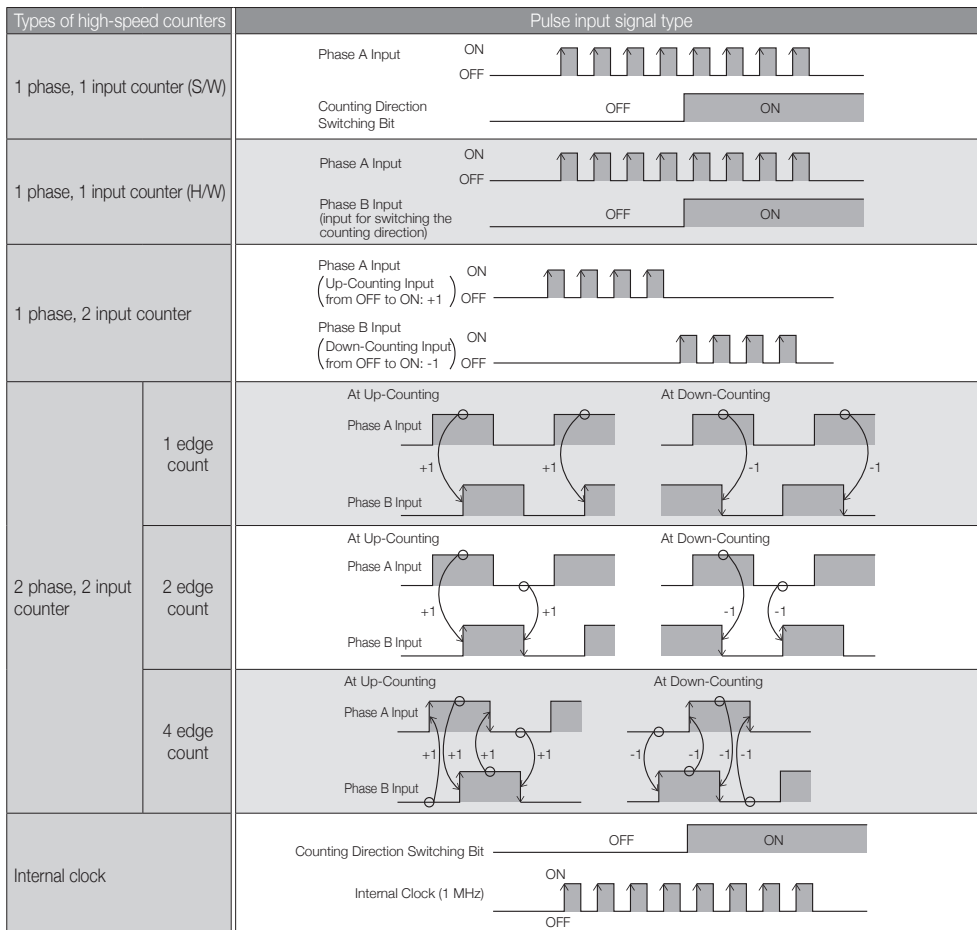 Types of high-speed counters
Pulse input signal type
1 phase, 1 input counter (S/W)
Phase A Input
ON
OFF
Counting Direction
Switching Bit
OFF
ON
1 phase, 1 input counter (H/W)
Phase A Input
ON
OFF
Phase B Input
(input for switching the
counting direction)
OFF
ON
1 phase, 2 input counter
Phase A Input
(Up-Counting Input
from OFF to ON: +1)
ON
OFF
Phase B Input
(Down-Counting Input
from OFF to ON: -1)
ON
OFF
2 phase, 2 input
counter
1 edge
count
At Up-Counting
At Down-Counting
Phase A Input
+1
+1
-1
-1
Phase B Input
2 edge
count
At Up-Counting
At Down-Counting
Phase A Input
+1
+1
-1
-1
Phase B Input
4 edge
count
At Up-Counting
At Down-Counting
Phase A Input
+1
+1
+1
+1
-1
-1
-1
-1
Phase B Input
Internal clock
Counting Direction Switching Bit
OFF
ON
Internal Clock (1 MHz)
ON
OFF